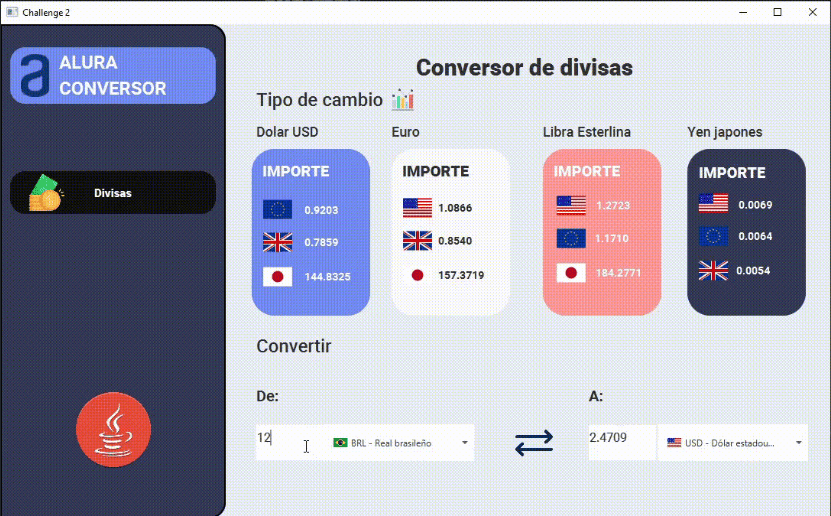 Challenge 2
ALURA
CONVERSOR
Divisas
Conversor de divisas
Tipo de cambio
Dolar USD
Euro
Libra Esterlina
Yen japones
IMPORTE
0.9203
0.7859
144.8325
IMPORTE
1.0866
0.8540
157.3719
IMPORTE
1.2723
1.1710
184.2771
IMPORTE
0.0069
0.0064
0.0054
Convertir
De:
A:
12
BRL - Real brasileño
2.4709
USD - Dólar estadou...